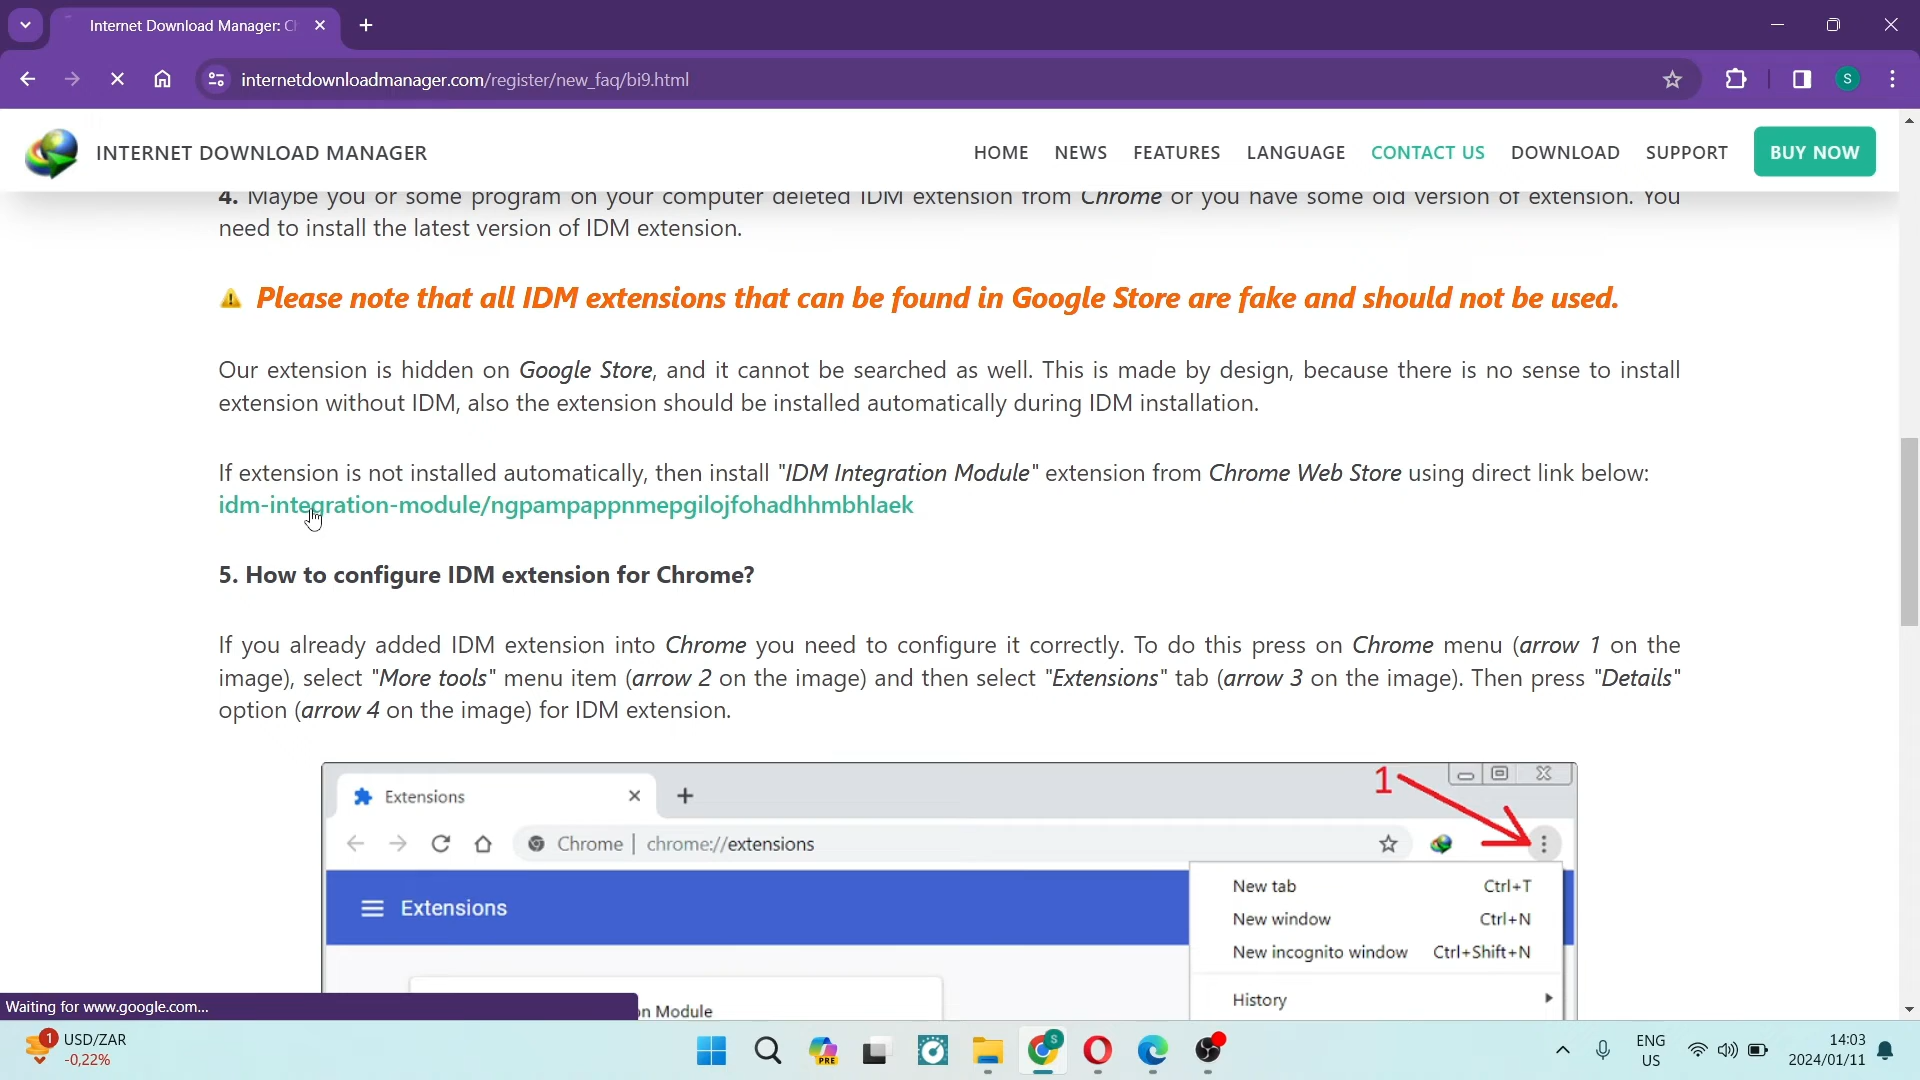 Internet Download Manager: Ch
internetdownloadmanager.com/register/new_faq/bi9.html
S
INTERNET DOWNLOAD MANAGER
HOME NEWS FEATURES LANGUAGE CONTACT US DOWNLOAD SUPPORT BUY NOW
4. Maybe you or some program on your computer deleted IDM extension from Chrome or you have some old version of extension. You
need to install the latest version of IDM extension.
Please note that all IDM extensions that can be found in Google Store are fake and should not be used.
Our extension is hidden on Google Store, and it cannot be searched as well. This is made by design, because there is no sense to install
extension without IDM, also the extension should be installed automatically during IDM installation.
If extension is not installed automatically, then install "IDM Integration Module" extension from Chrome Web Store using direct link below:
idm-integration-module/ngpampappnmepgilojfohadhhmbhlaek
5. How to configure IDM extension for Chrome?
If you already added IDM extension into Chrome you need to configure it correctly. To do this press on Chrome menu (arrow 1 on the
image), select "More tools" menu item (arrow 2 on the image) and then select "Extensions" tab (arrow 3 on the image). Then press "Details"
option (arrow 4 on the image) for IDM extension.
1
Extensions
Chrome | chrome://extensions
New tab Ctrl+T
Extensions
New window Ctrl+N
New incognito window Ctrl+Shift+N
History
n Module
Waiting for www.google.com...
1
USD/ZAR
-0,22%
PRE
S
ENG
US
14:03
2024/01/11